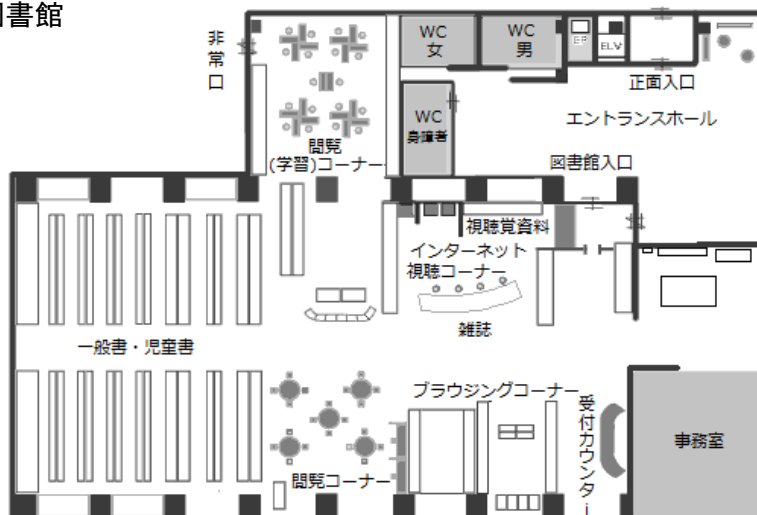 書館
非常口
WC
女
WC
男
EP
ELV
正面入口
エントランスホール
WC
身障者
閲覧
(学習)コーナー
図書館入口
視聴覚資料
インターネット
視聴コーナー
雑誌
一般書・児童書
ブラウジングコーナー
受付カウンター
事務室
閲覧コーナー